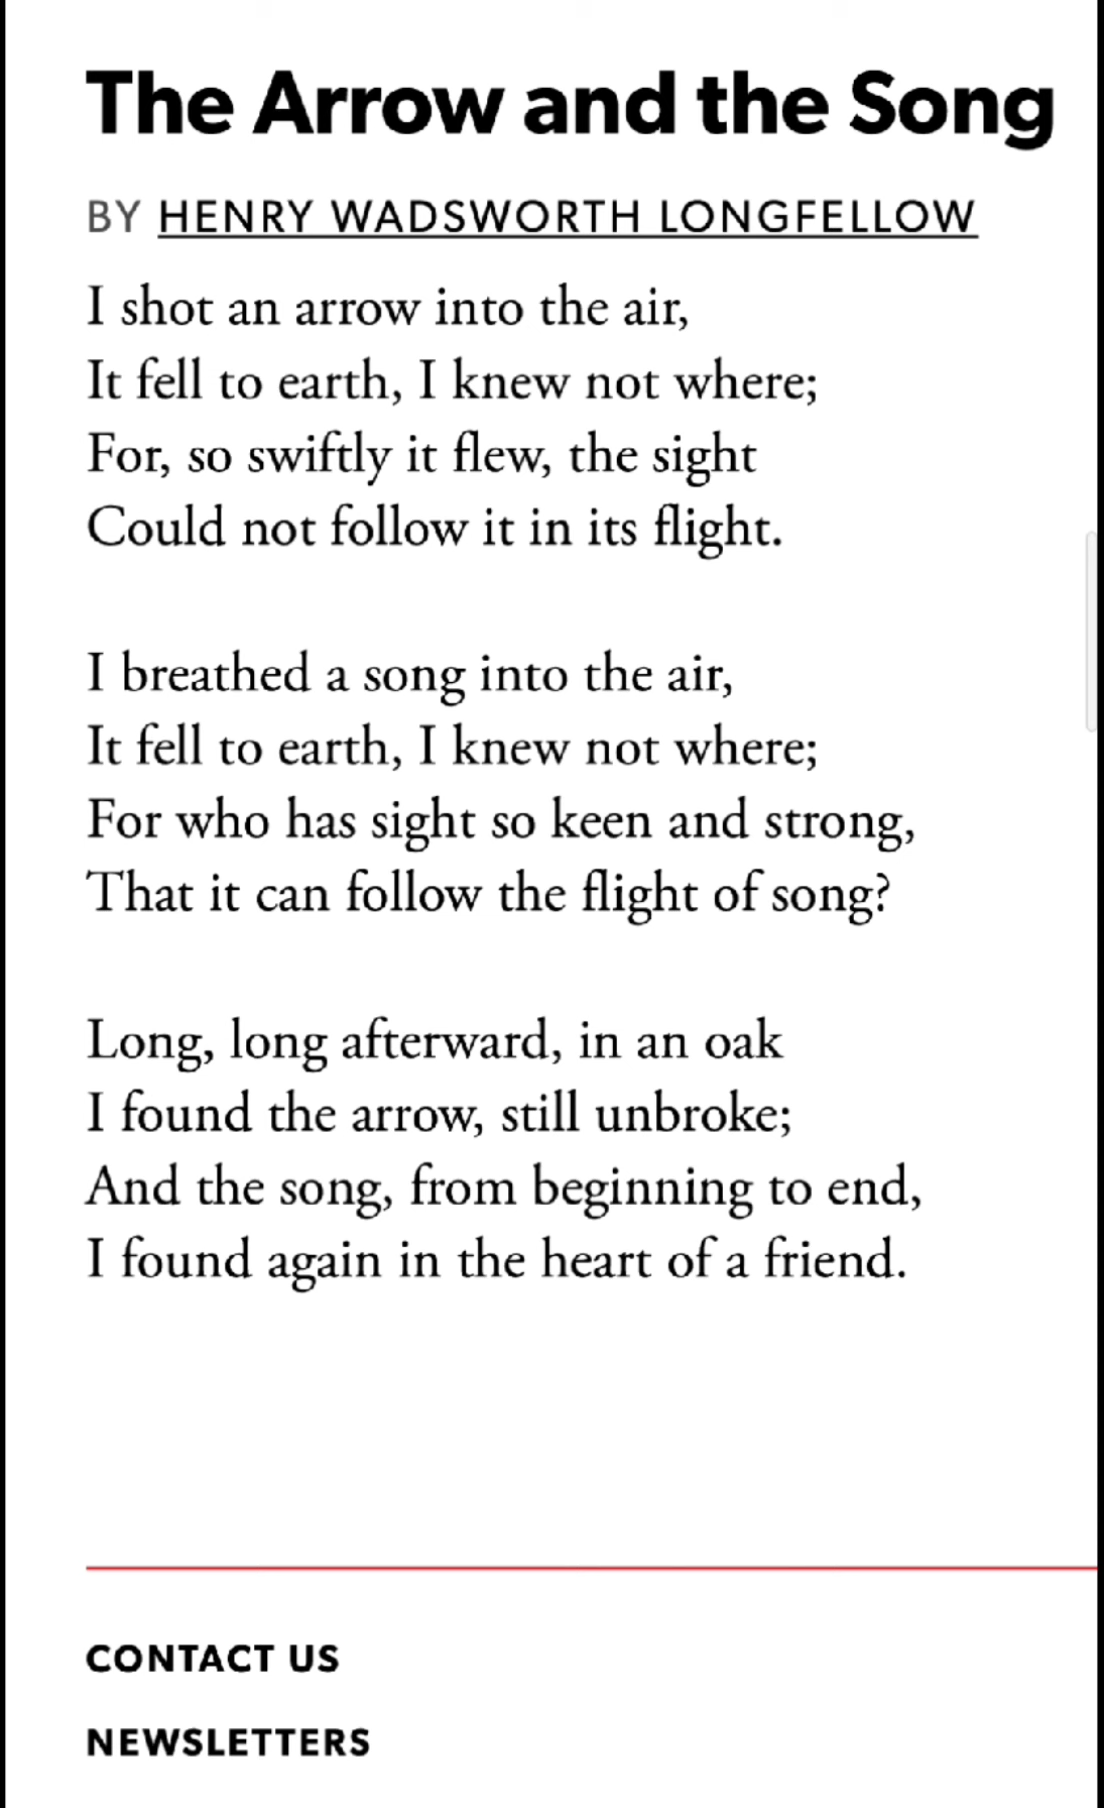 The Arrow and the Song
BY HENRY WADSWORTH LONGFELLOW
I shot an arrow into the air,
It fell to earth, I knew not where;
For, so swiftly it flew, the sight
Could not follow it in its flight.
I breathed a song into the air,
It fell to earth, I knew not where;
For who has sight so keen and strong,
That it can follow the flight of song?
Long, long afterward, in an oak
I found the arrow, still unbroke;
And the song, from beginning to end,
I found again in the heart of a friend.
CONTACT US
NEWSLETTERS